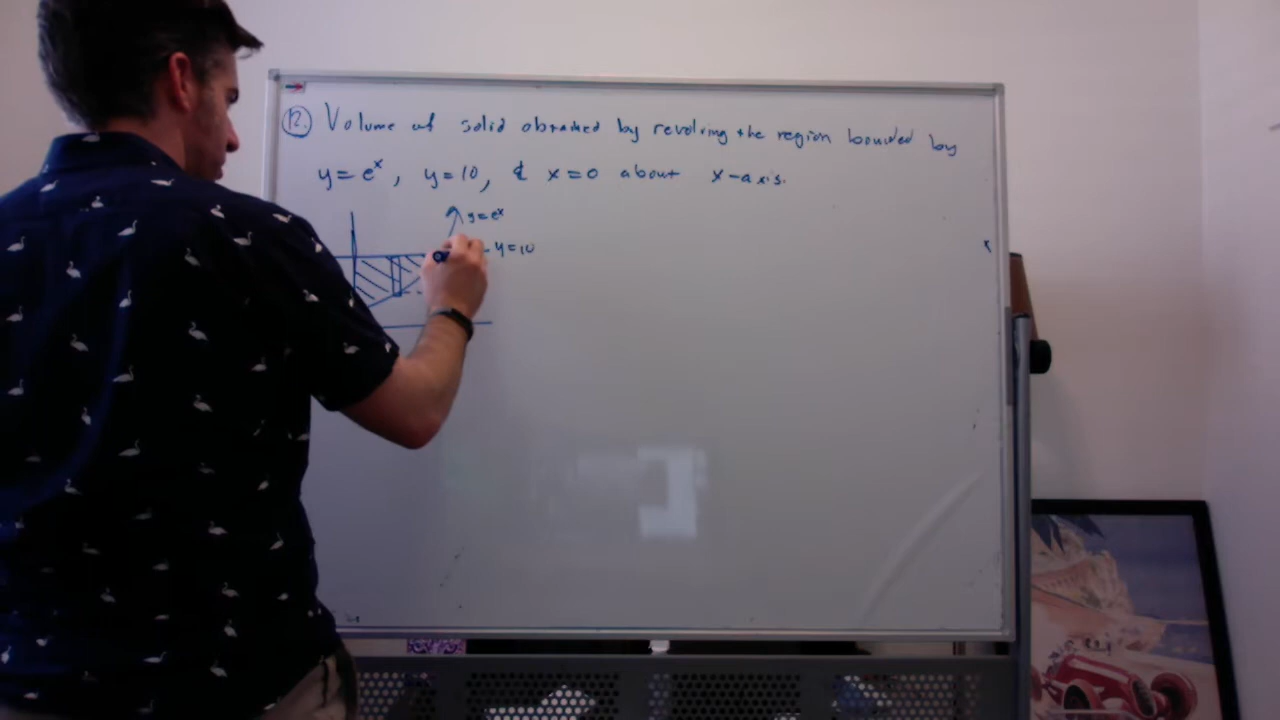 12. Volume of solid obtained by revolving the region bounded by
y = e^x, y = 10, & x = 0 about x-axis.
y = e^x
y = 10